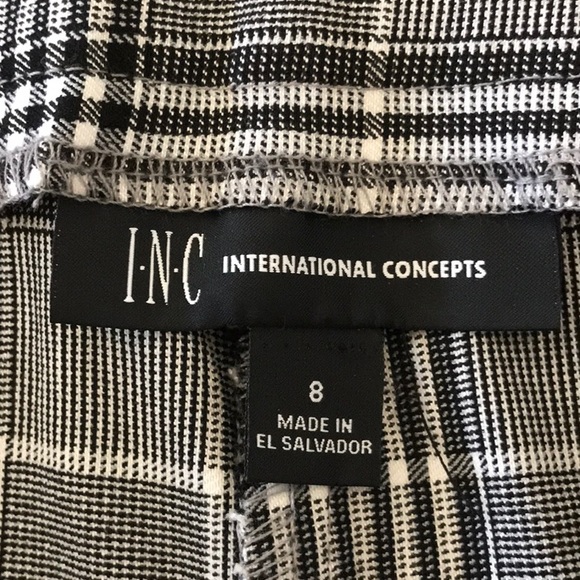 I·N·C INTERNATIONAL CONCEPTS
8
MADE IN
EL SALVADOR